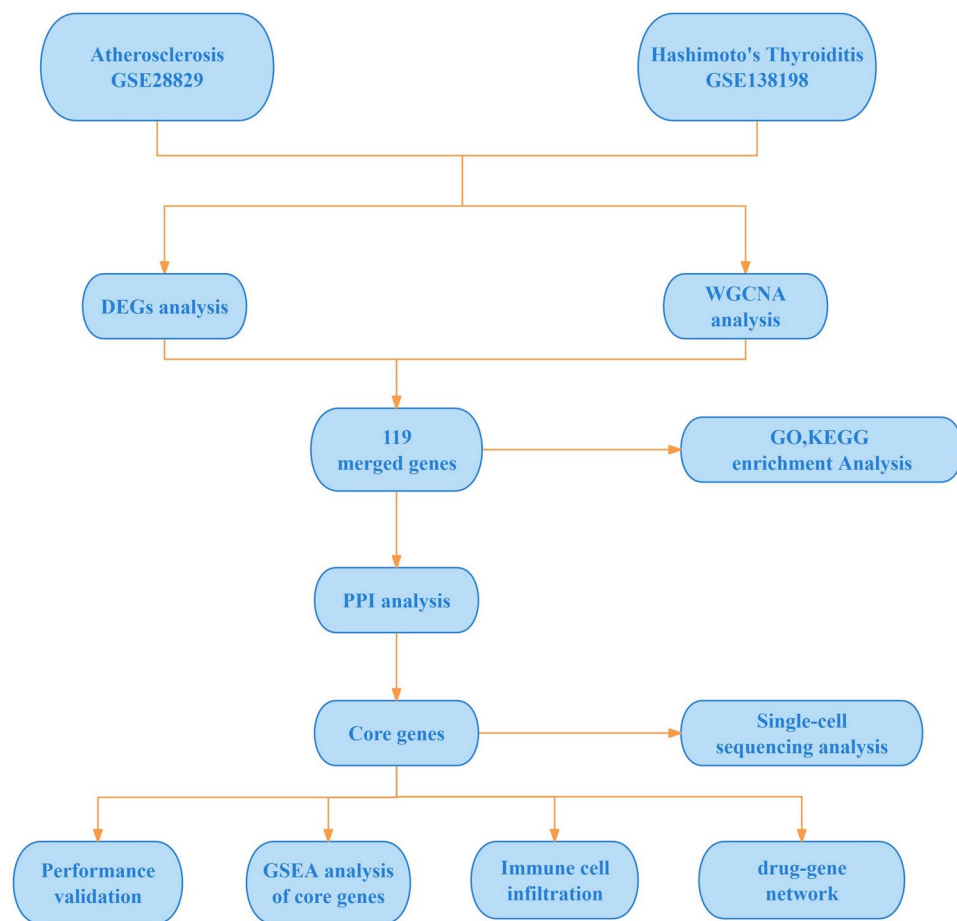 Atherosclerosis
GSE28829
Hashimoto's Thyroiditis
GSE138198
DEGs analysis
WGCNA
analysis
119
merged genes
GO,KEGG
enrichment Analysis
PPI analysis
Core genes
Single-cell
sequencing analysis
Performance
validation
GSEA analysis
of core genes
Immune cell
infiltration
drug-gene
network